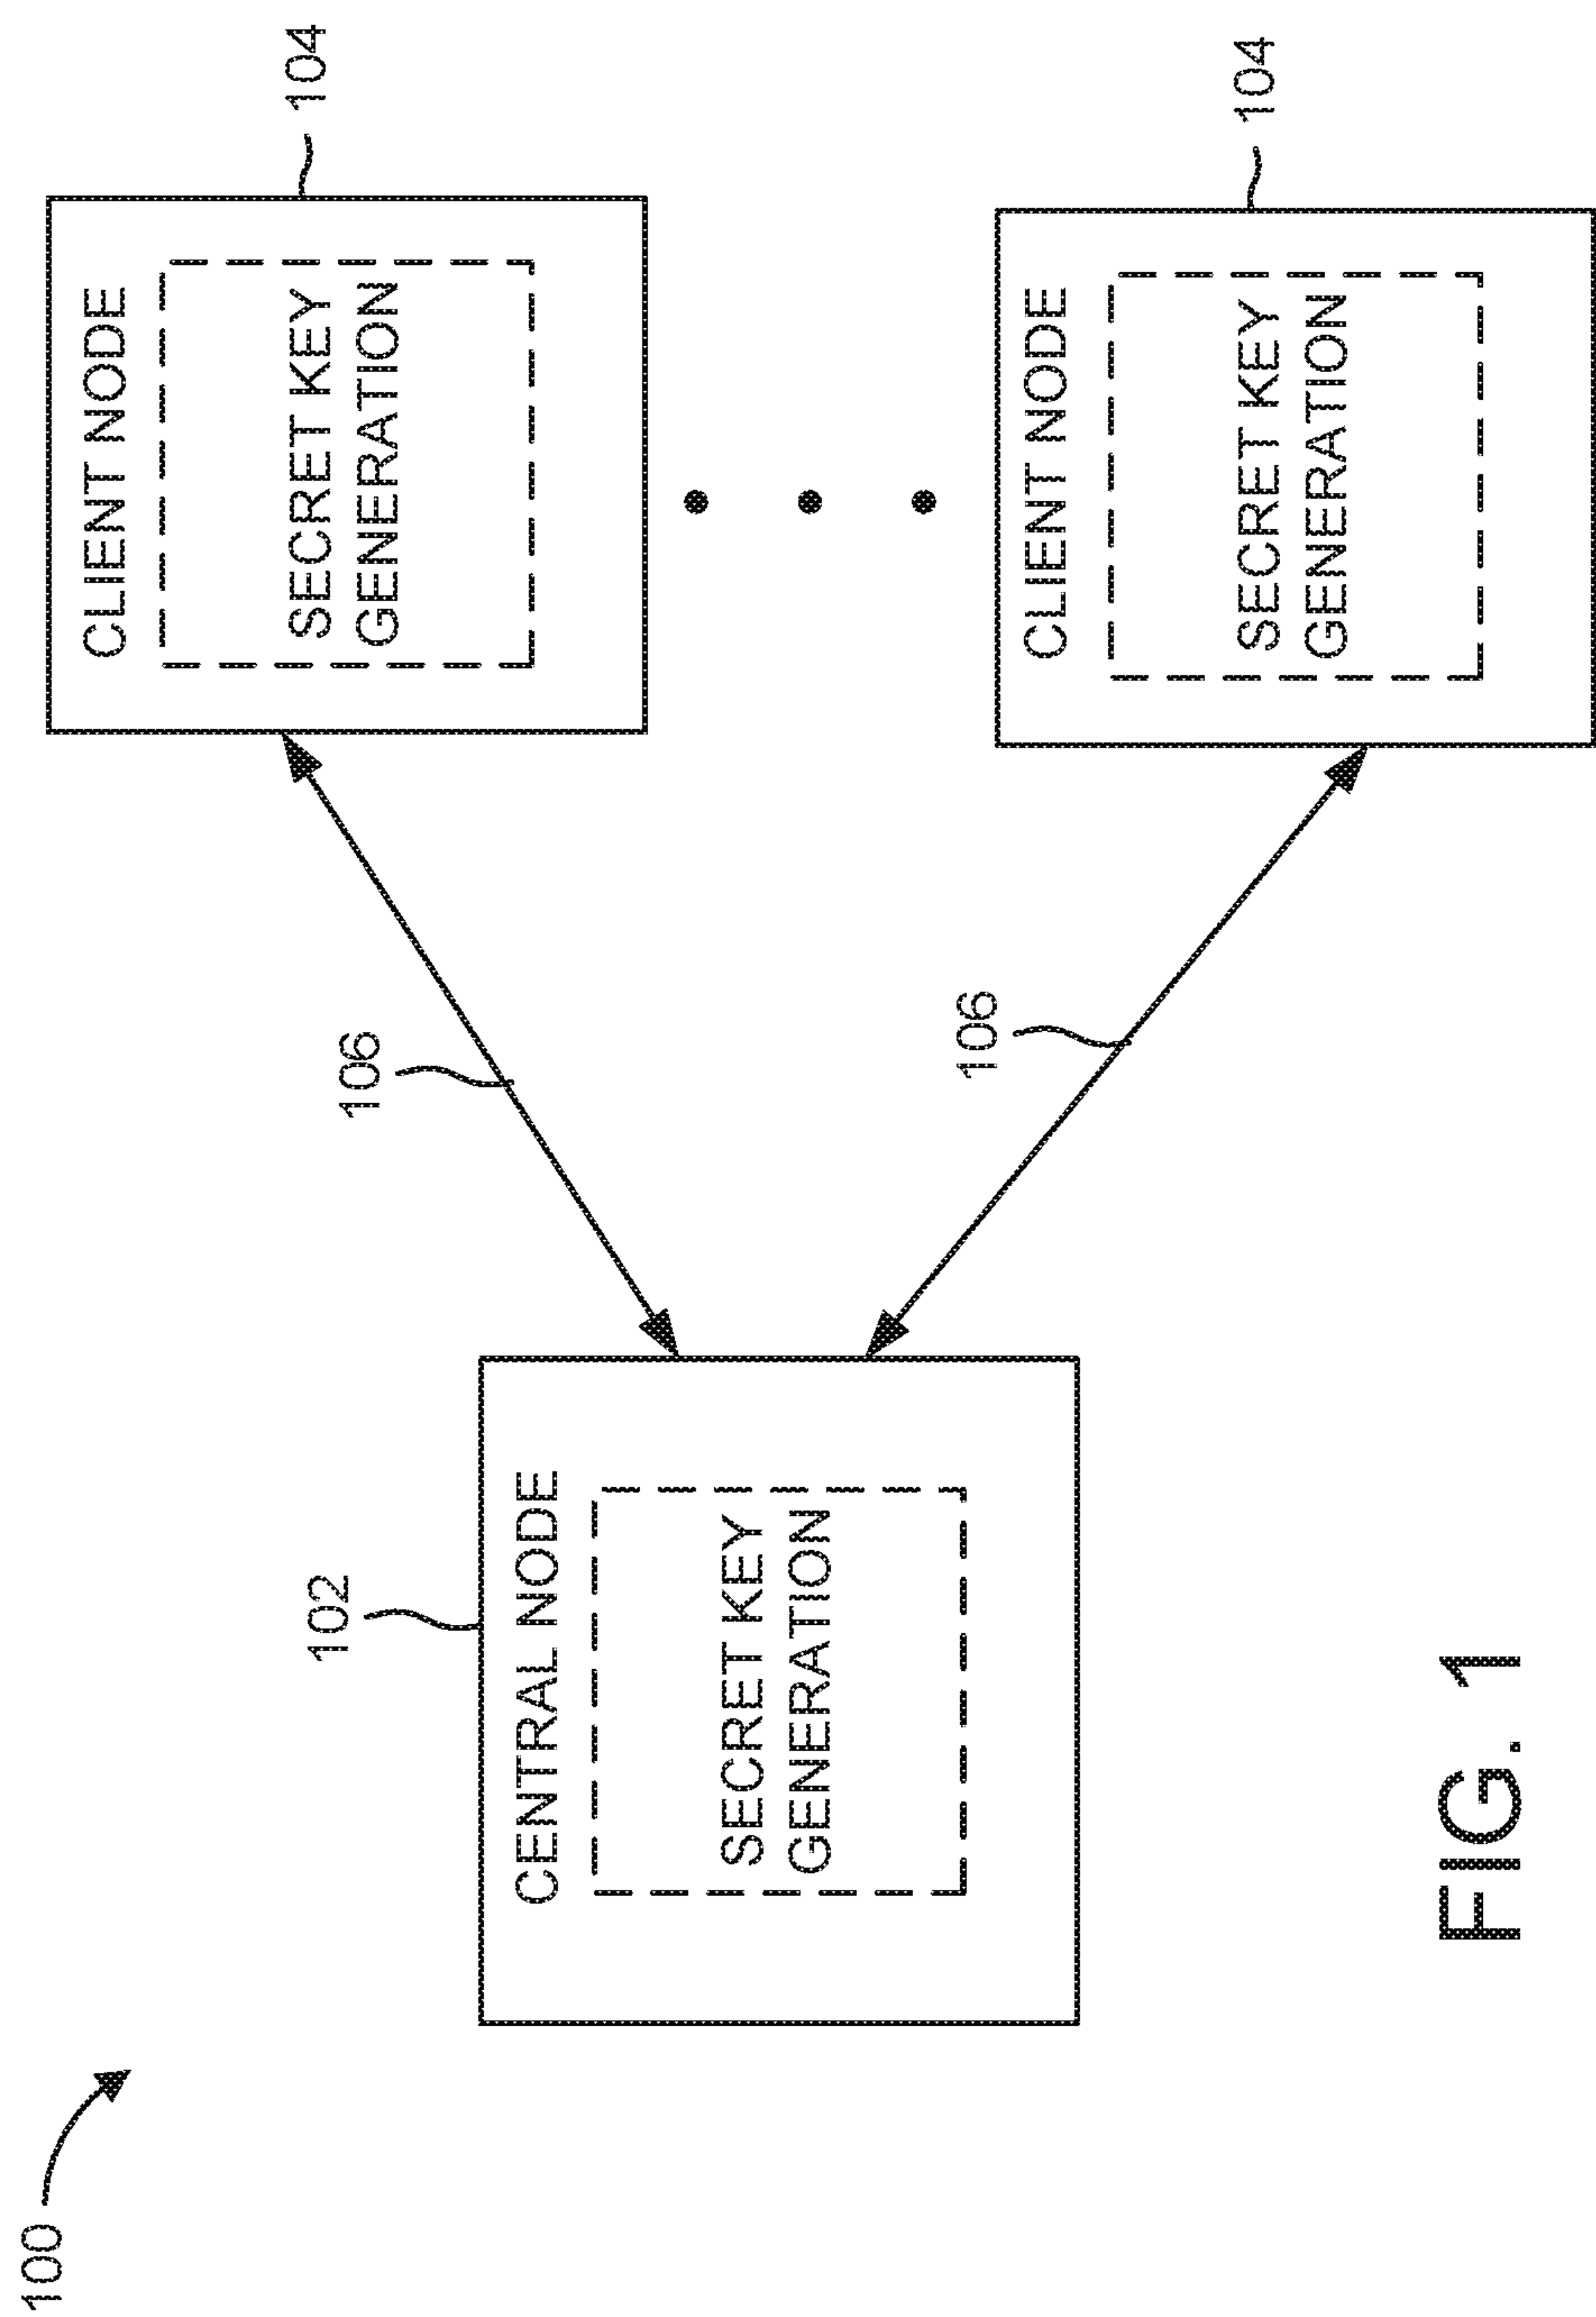 100
102
CENTRAL NODE
SECRET KEY
GENERATION
106
106
104
CLIENT NODE
SECRET KEY
GENERATION
104
CLIENT NODE
SECRET KEY
GENERATION
FIG. 1